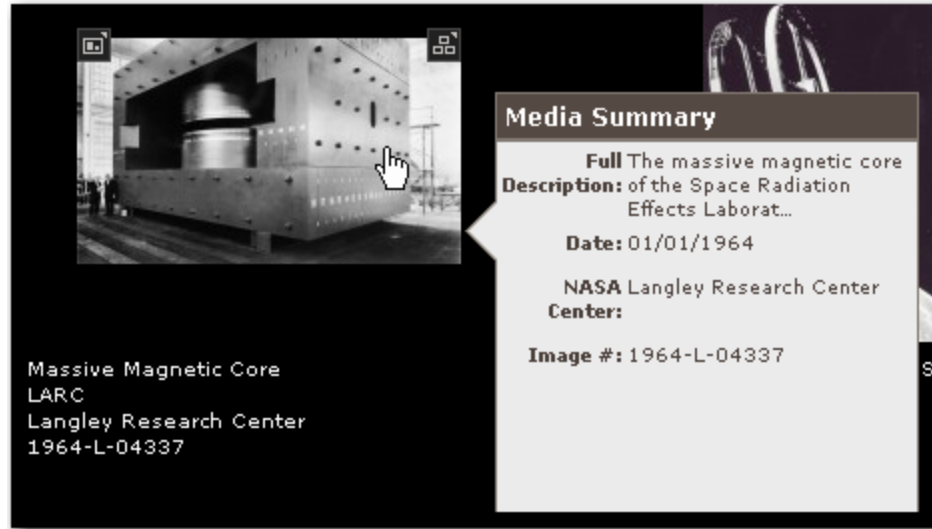 Media Summary
Full Description: The massive magnetic core
of the Space Radiation
Effects Laborat...
Date: 01/01/1964
NASA Center: Langley Research Center
Image #: 1964-L-04337
Massive Magnetic Core
LARC
Langley Research Center
1964-L-04337
S